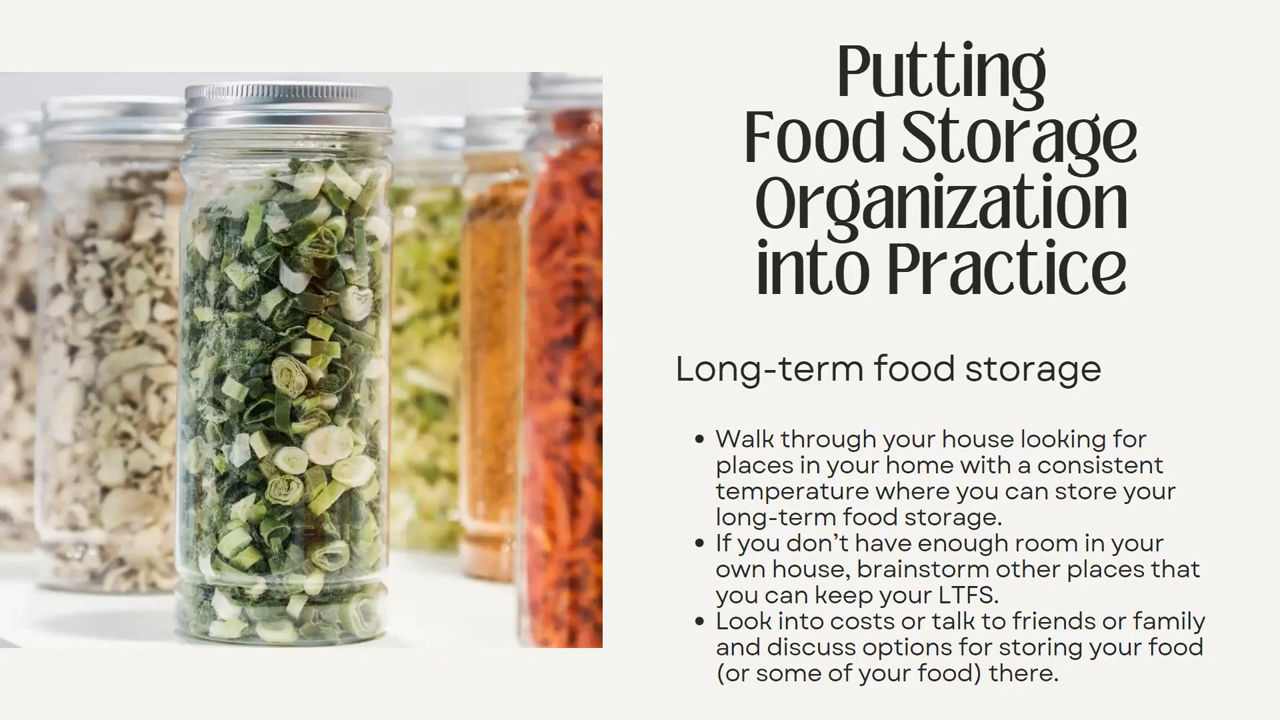 Putting
Food Storage
Organization
into Practice
Long-term food storage
• Walk through your house looking for
places in your home with a consistent
temperature where you can store your
long-term food storage.
• If you don’t have enough room in your
own house, brainstorm other places that
you can keep your LTFS.
• Look into costs or talk to friends or family
and discuss options for storing your food
(or some of your food) there.